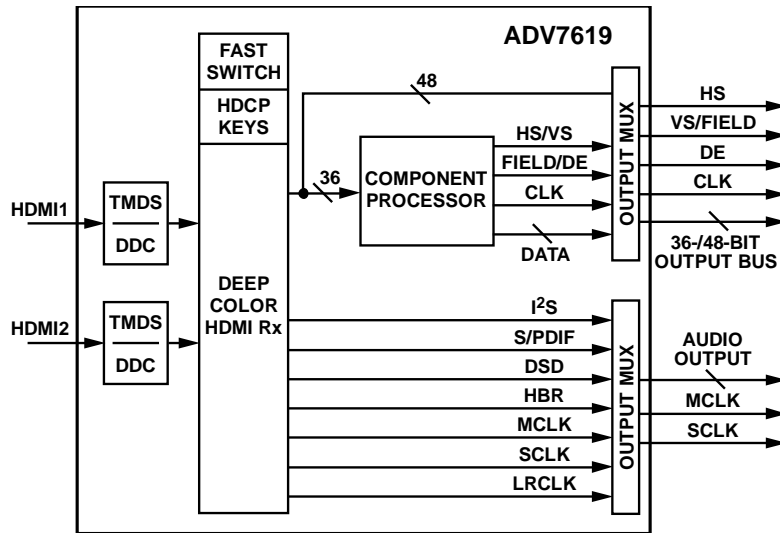 ADV7619
FAST
SWITCH
HDCP
KEYS
DEEP
COLOR
HDMI Rx
HDMI1
TMDS
DDC
HDMI2
TMDS
DDC
48
36
COMPONENT
PROCESSOR
HS/VS
FIELD/DE
CLK
DATA
OUTPUT MUX
HS
VS/FIELD
DE
CLK
36-/48-BIT
OUTPUT BUS
I²S
S/PDIF
DSD
HBR
MCLK
SCLK
LRCLK
OUTPUT MUX
AUDIO
OUTPUT
MCLK
SCLK